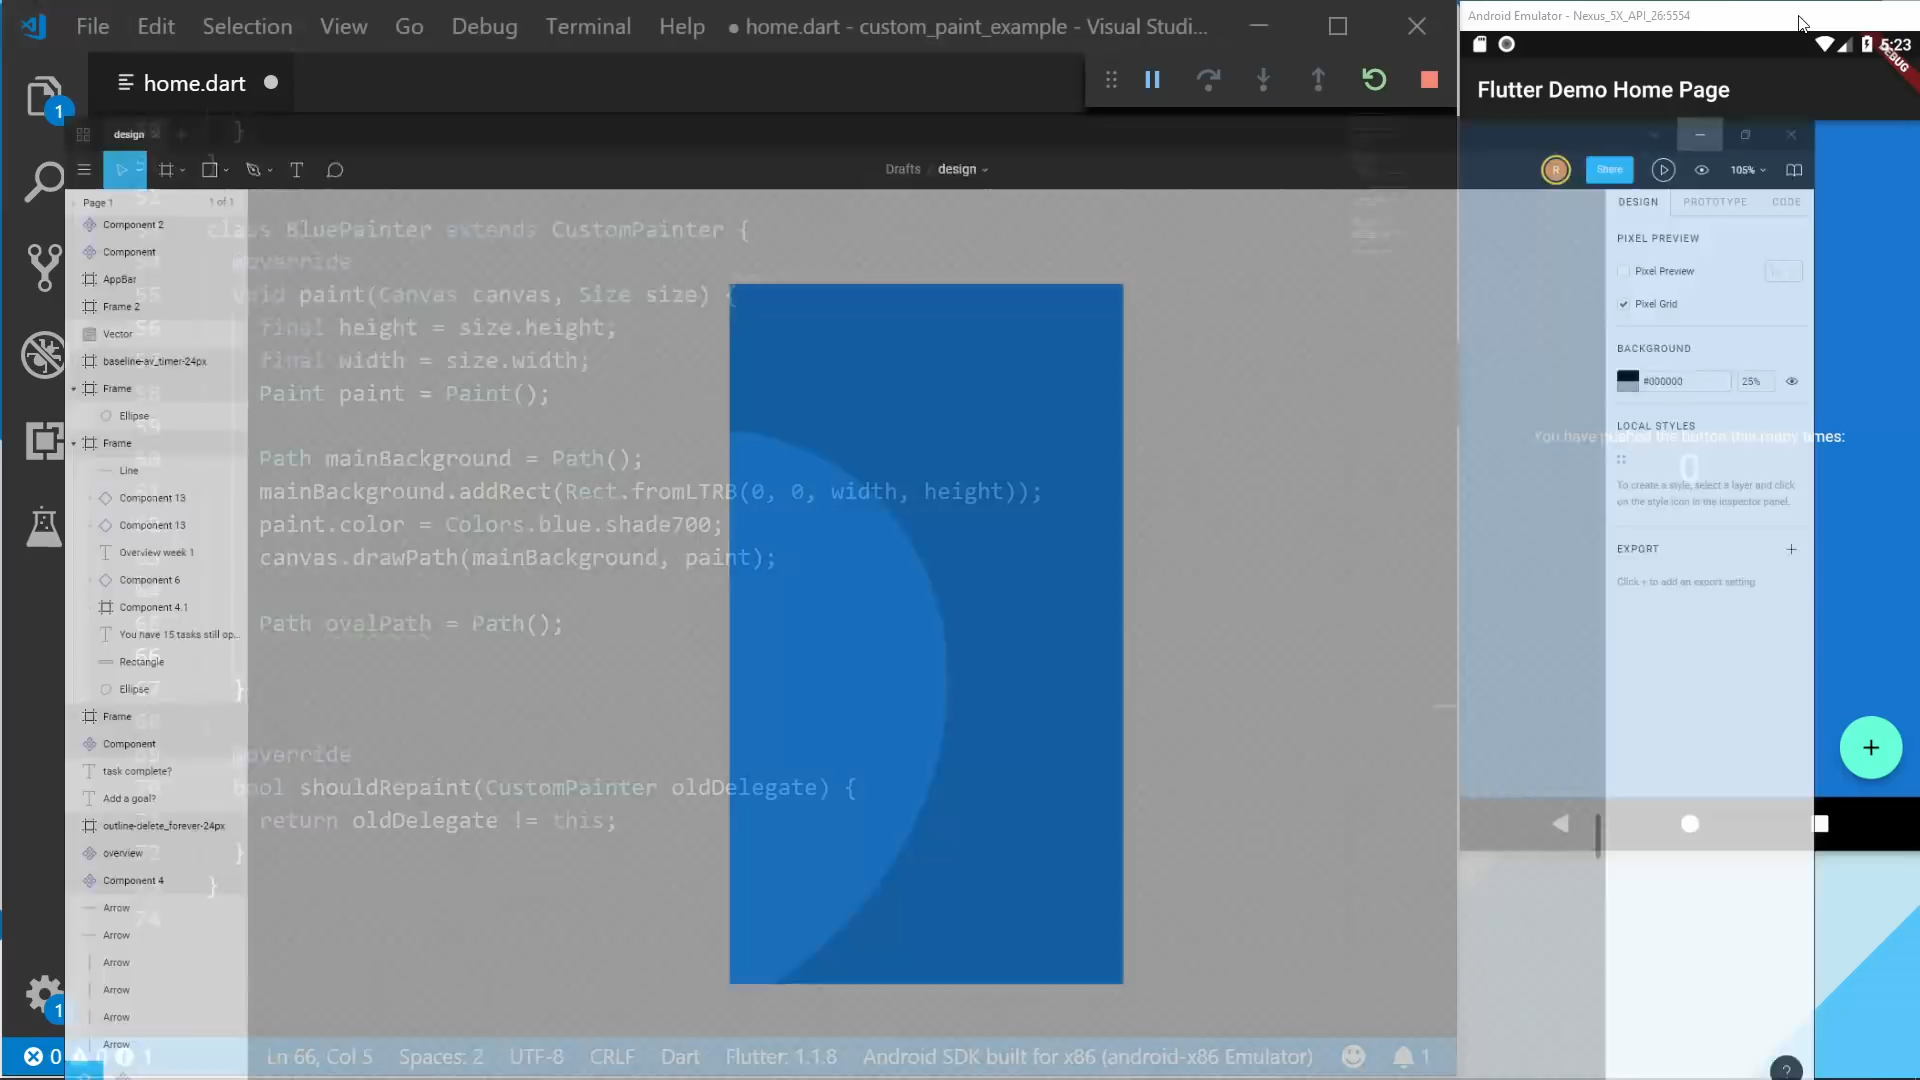 File Edit Selection View Go Debug Terminal Help ● home.dart - custom_paint_example - Visual Studi...
Android Emulator - Nexus_5X_API_26:5554
5:23
DEBUG
home.dart
Flutter Demo Home Page
1
design
Drafts / design
R
Share
105%
Page 1
1 of 1
Component 2
Component
AppBar
Frame 2
Vector
baseline-av_timer-24px
Frame
Ellipse
Frame
Line
Component 13
Component 13
Overview week 1
Component 6
Component 4.1
You have 15 tasks still op...
Rectangle
Ellipse
Frame
Component
task complete?
Add a goal?
outline-delete_forever-24px
overview
Component 4
Arrow
Arrow
Arrow
Arrow
Arrow
Arrow
}
class BluePainter extends CustomPainter {
@override
void paint(Canvas canvas, Size size) {
final height = size.height;
final width = size.width;
Paint paint = Paint();
Path mainBackground = Path();
mainBackground.addRect(Rect.fromLTRB(0, 0, width, height));
paint.color = Colors.blue.shade700;
canvas.drawPath(mainBackground, paint);
Path ovalPath = Path();
}
@override
bool shouldRepaint(CustomPainter oldDelegate) {
return oldDelegate != this;
}
}
DESIGN PROTOTYPE CODE
PIXEL PREVIEW
Pixel Preview
Pixel Grid
BACKGROUND
#000000 25%
LOCAL STYLES
You have pushed the button this many times:
0
To create a style, select a layer and click
on the style icon in the inspector panel.
EXPORT +
Click + to add an export setting
+
1
0 1 Ln 66, Col 5 Spaces: 2 UTF-8 CRLF Dart Flutter: 1.1.8 Android SDK built for x86 (android-x86 Emulator) 1
?